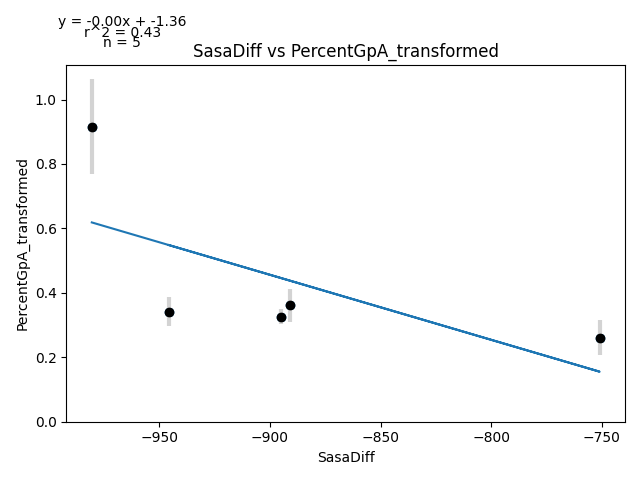 y = -0.00x + -1.36
r^2 = 0.43
n = 5
SasaDiff vs PercentGpA_transformed
PercentGpA_transformed
1.0
0.8
0.6
0.4
0.2
0.0
−950
−900
−850
−800
−750
SasaDiff